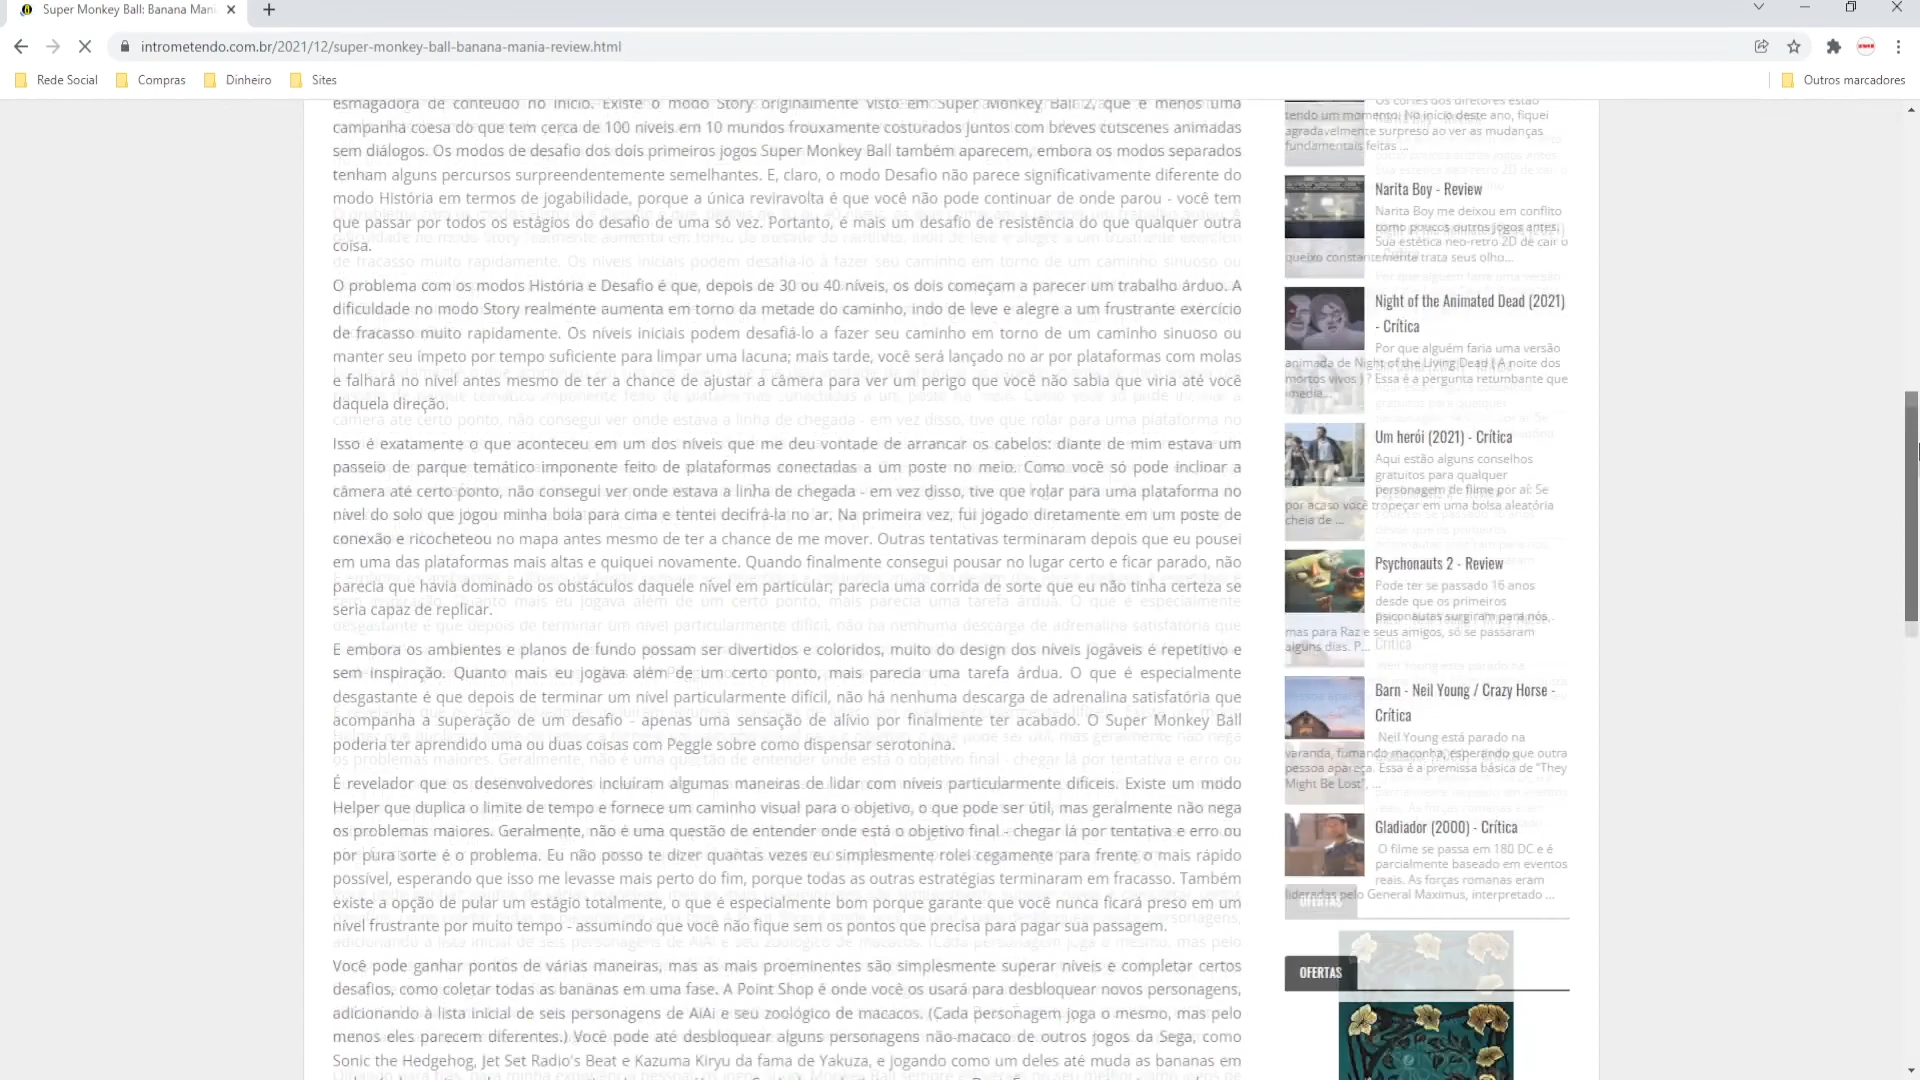 Super Monkey Ball: Banana Man
intrometendo.com.br/2021/12/super-monkey-ball-banana-mania-review.html
Rede Social
Compras
Dinheiro
Sites
Outros marcadores
esmagadora de conteúdo no início. Existe o modo Story originalmente visto em Super Monkey Ball 2, que é menos uma
campanha coesa do que tem cerca de 100 níveis em 10 mundos frouxamente costurados juntos com breves cutscenes animadas
sem diálogos. Os modos de desafio dos dois primeiros jogos Super Monkey Ball também aparecem, embora os modos separados
tenham alguns percursos surpreendentemente semelhantes. E, claro, o modo Desafio não parece significativamente diferente do
modo História em termos de jogabilidade, porque a única reviravolta é que você não pode continuar de onde parou - você tem
que passar por todos os estágios do desafio de uma só vez. Portanto, é mais um desafio de resistência do que qualquer outra
coisa.
O problema com os modos História e Desafio é que, depois de 30 ou 40 níveis, os dois começam a parecer um trabalho árduo. A
dificuldade no modo Story realmente aumenta em torno da metade do caminho, indo de leve e alegre a um frustrante exercício
de fracasso muito rapidamente. Os níveis iniciais podem desafiá-lo a fazer seu caminho em torno de um caminho sinuoso ou
manter seu ímpeto por tempo suficiente para limpar uma lacuna; mais tarde, você será lançado no ar por plataformas com molas
e falhará no nível antes mesmo de ter a chance de ajustar a câmera para ver um perigo que você não sabia que viria até você
daquela direção.
Isso é exatamente o que aconteceu em um dos níveis que me deu vontade de arrancar os cabelos: diante de mim estava um
passeio de parque temático imponente feito de plataformas conectadas a um poste no meio. Como você só pode inclinar a
câmera até certo ponto, não consegui ver onde estava a linha de chegada - em vez disso, tive que rolar para uma plataforma no
nível do solo que jogou minha bola para cima e tentei decifrá-la no ar. Na primeira vez, fui jogado diretamente em um poste de
conexão e ricocheteou no mapa antes mesmo de ter a chance de me mover. Outras tentativas terminaram depois que eu pousei
em uma das plataformas mais altas e quiquei novamente. Quando finalmente consegui pousar no lugar certo e ficar parado, não
parecia que havia dominado os obstáculos daquele nível em particular; parecia uma corrida de sorte que eu não tinha certeza se
seria capaz de replicar.
E embora os ambientes e planos de fundo possam ser divertidos e coloridos, muito do design dos níveis jogáveis é repetitivo e
sem inspiração. Quanto mais eu jogava além de um certo ponto, mais parecia uma tarefa árdua. O que é especialmente
desgastante é que depois de terminar um nível particularmente difícil, não há nenhuma descarga de adrenalina satisfatória que
acompanha a superação de um desafio - apenas uma sensação de alívio por finalmente ter acabado. O Super Monkey Ball
poderia ter aprendido uma ou duas coisas com Peggle sobre como dispensar serotonina.
É revelador que os desenvolvedores incluíram algumas maneiras de lidar com níveis particularmente difíceis. Existe um modo
Helper que duplica o limite de tempo e fornece um caminho visual para o objetivo, o que pode ser útil, mas geralmente não nega
os problemas maiores. Geralmente, não é uma questão de entender onde está o objetivo final - chegar lá por tentativa e erro ou
por pura sorte é o problema. Eu não posso te dizer quantas vezes eu simplesmente rolei cegamente para frente o mais rápido
possível, esperando que isso me levasse mais perto do fim, porque todas as outras estratégias terminaram em fracasso. Também
existe a opção de pular um estágio totalmente, o que é especialmente bom porque garante que você nunca ficará preso em um
nível frustrante por muito tempo - assumindo que você não fique sem os pontos que precisa para pagar sua passagem.
Você pode ganhar pontos de várias maneiras, mas as mais proeminentes são simplesmente superar níveis e completar certos
desafios, como coletar todas as bananas em uma fase. A Point Shop é onde você os usará para desbloquear novos personagens,
adicionando à lista inicial de seis personagens de AiAi e seu zoológico de macacos. (Cada personagem joga o mesmo, mas pelo
menos eles parecem diferentes.) Você pode até desbloquear alguns personagens não-macaco de outros jogos da Sega, como
Sonic the Hedgehog, Jet Set Radio's Beat e Kazuma Kiryu da fama de Yakuza, e jogando como um deles até muda as bananas em
Os cortes dos diretores estão
tendo um momento. No início deste ano, fiquei
agradavelmente surpreso ao ver as mudanças
fundamentais feitas ...
Narita Boy - Review
Narita Boy me deixou em conflito
como poucos outros jogos antes.
Sua estética neo-retro 2D de cair o
queixo constantemente trata seus olho...
Night of the Animated Dead (2021)
- Crítica
Por que alguém faria uma versão
animada de Night of the Living Dead ( A noite dos
mortos vivos ) ? Essa é a pergunta retumbante que
imedia...
Um herói (2021) - Crítica
Aqui estão alguns conselhos
gratuitos para qualquer
personagem de filme por aí: Se
por acaso você tropeçar em uma bolsa aleatória
cheia de ...
Psychonauts 2 - Review
Pode ter se passado 16 anos
desde que os primeiros
psiconautas surgiram para nós,
mas para Raz e seus amigos, só se passaram
alguns dias. P...
Barn - Neil Young / Crazy Horse -
Crítica
Neil Young está parado na
varanda, fumando maconha, esperando que outra
pessoa apareça. Essa é a premissa básica de "They
Might Be Lost", ...
Gladiador (2000) - Crítica
O filme se passa em 180 DC e é
parcialmente baseado em eventos
reais. As forças romanas eram
lideradas pelo General Maximus, interpretado ...
OFERTAS